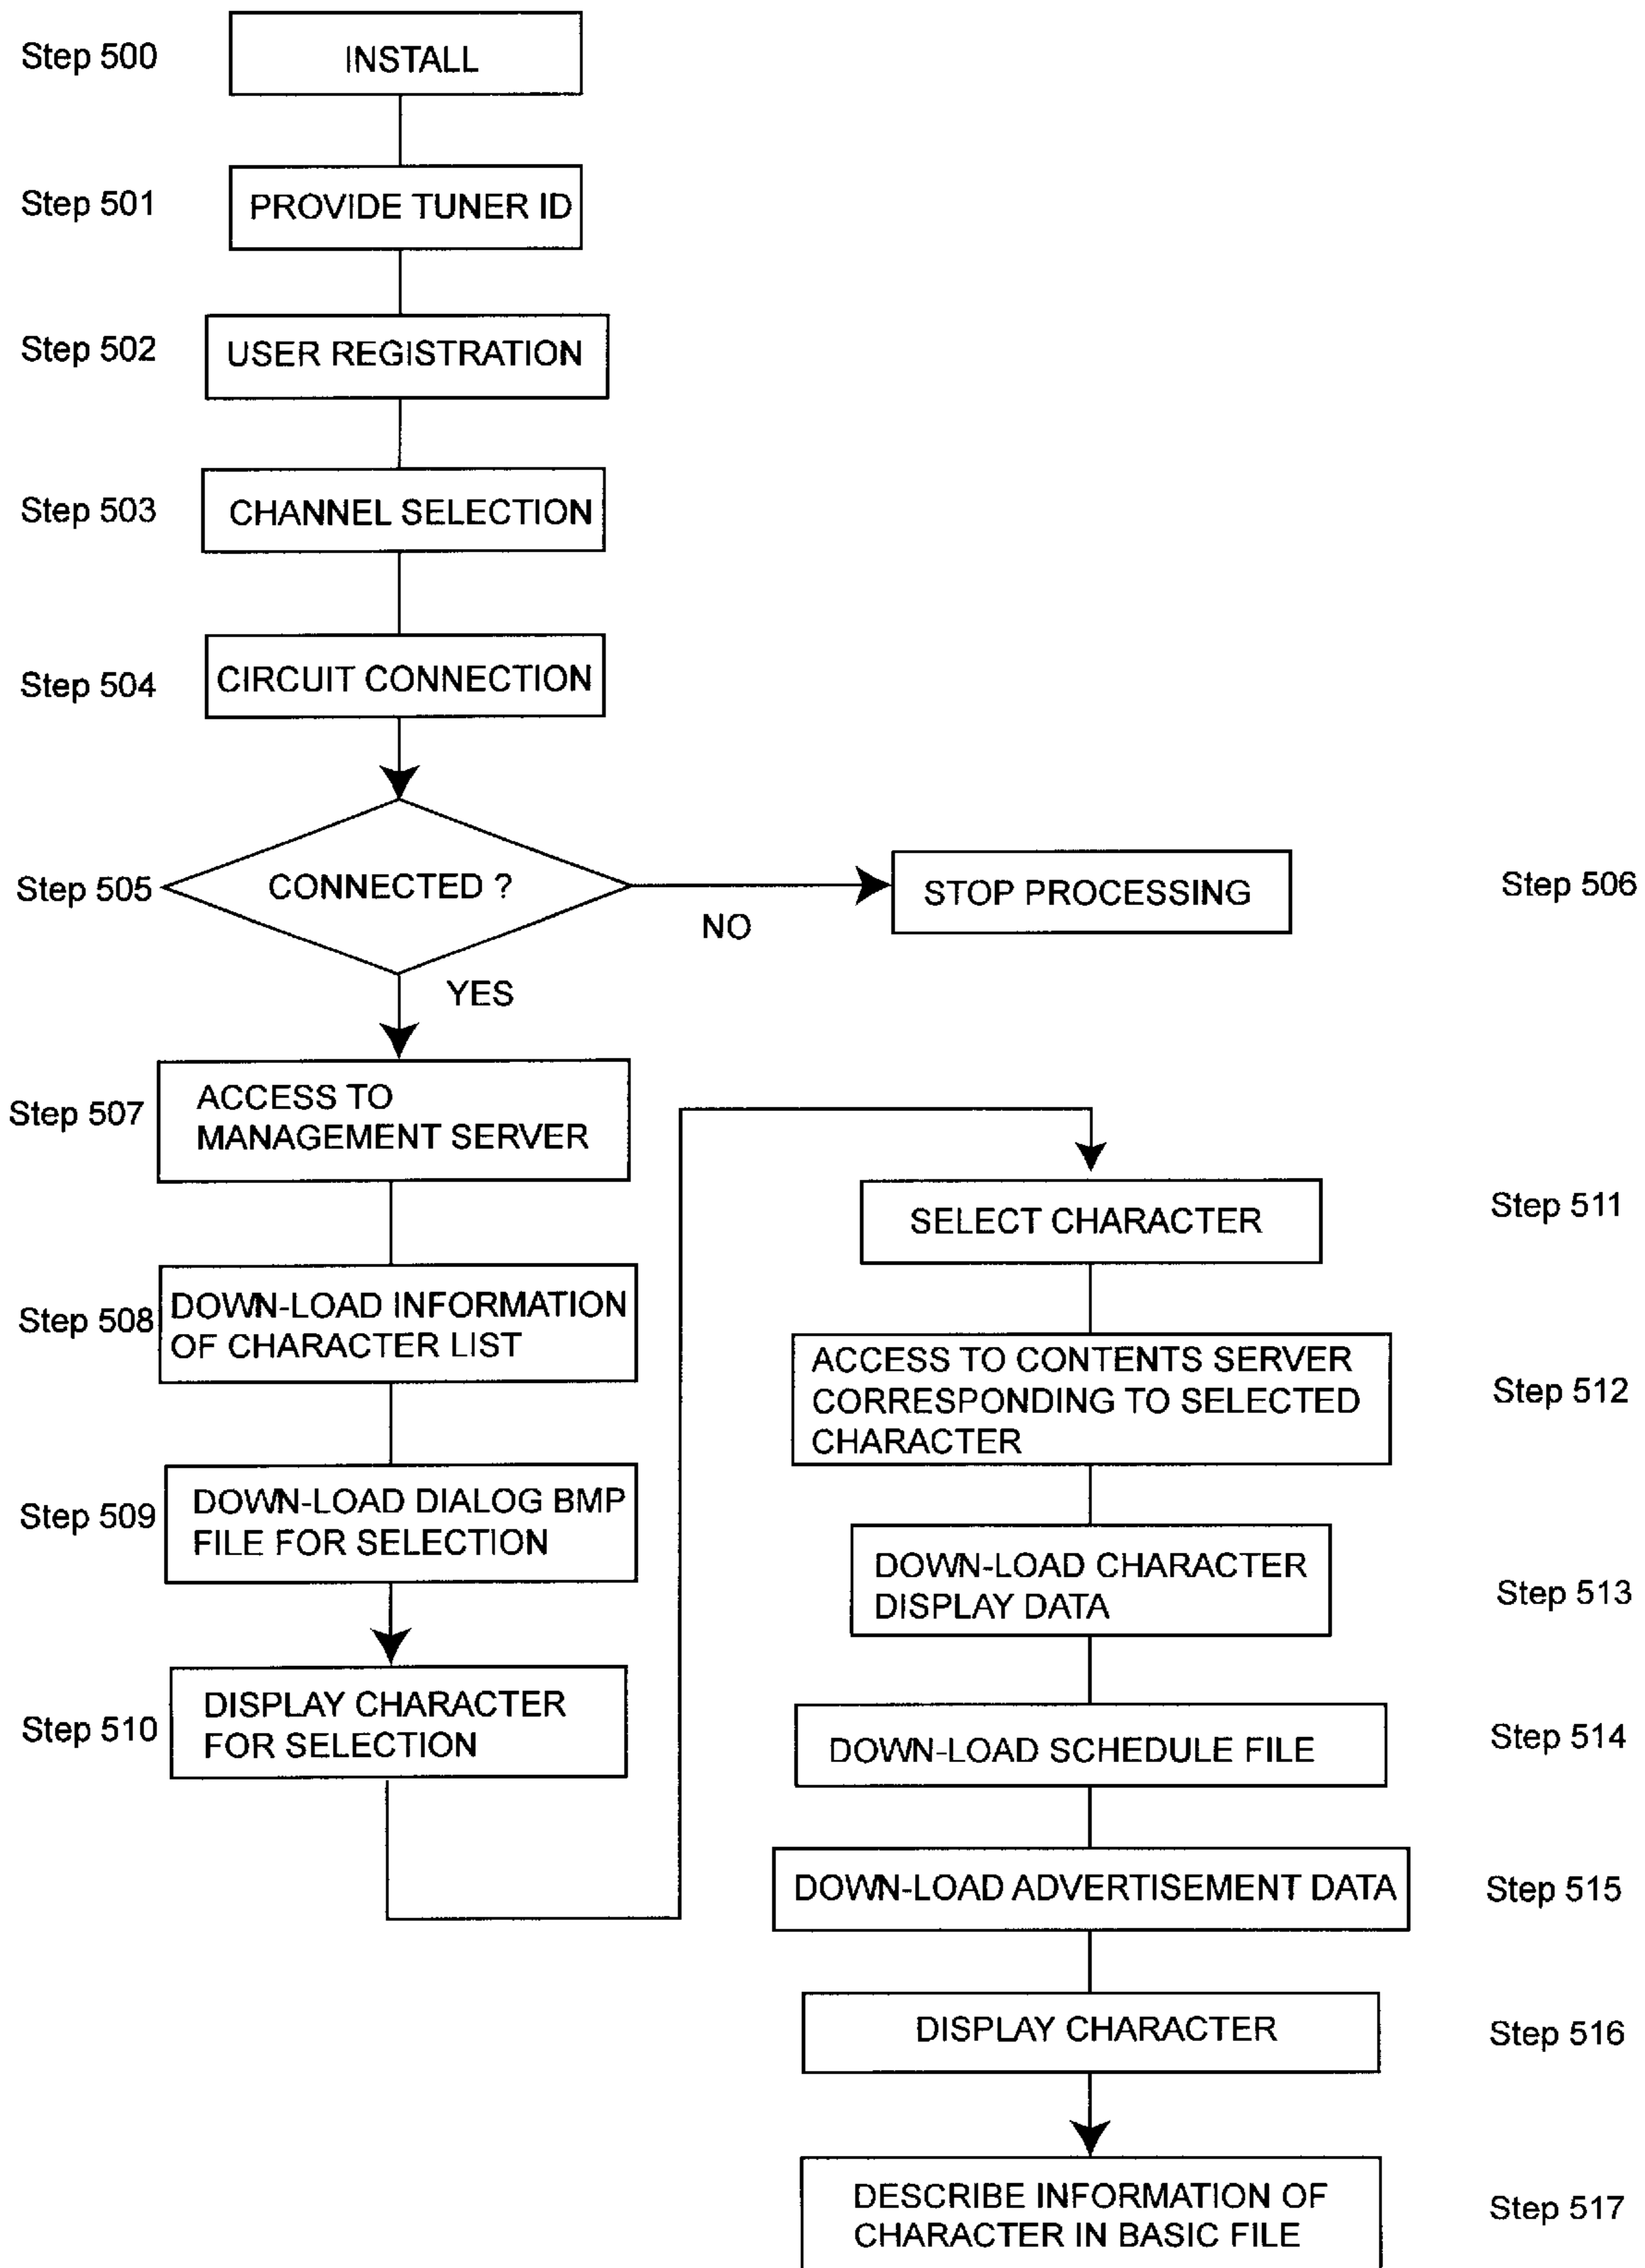 Step 500
INSTALL
Step 501
PROVIDE TUNER ID
Step 502
USER REGISTRATION
Step 503
CHANNEL SELECTION
Step 504
CIRCUIT CONNECTION
Step 505
CONNECTED ?
NO
STOP PROCESSING
Step 506
YES
Step 507
ACCESS TO
MANAGEMENT SERVER
Step 508
DOWN-LOAD INFORMATION
OF CHARACTER LIST
Step 509
DOWN-LOAD DIALOG BMP
FILE FOR SELECTION
Step 510
DISPLAY CHARACTER
FOR SELECTION
SELECT CHARACTER
Step 511
ACCESS TO CONTENTS SERVER
CORRESPONDING TO SELECTED
CHARACTER
Step 512
DOWN-LOAD CHARACTER
DISPLAY DATA
Step 513
DOWN-LOAD SCHEDULE FILE
Step 514
DOWN-LOAD ADVERTISEMENT DATA
Step 515
DISPLAY CHARACTER
Step 516
DESCRIBE INFORMATION OF
CHARACTER IN BASIC FILE
Step 517